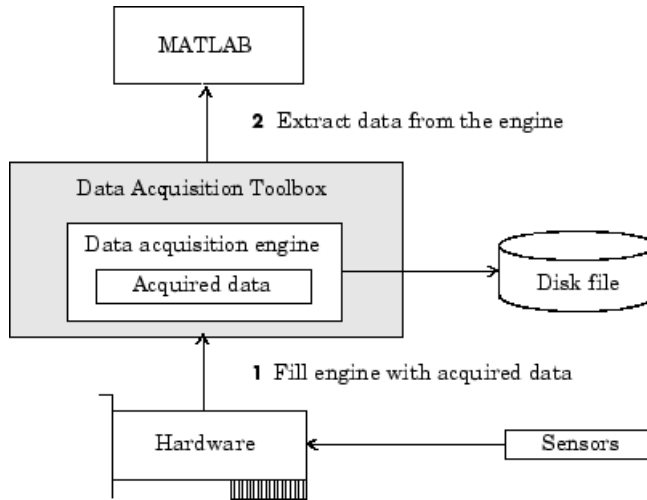 MATLAB
2 Extract data from the engine
Data Acquisition Toolbox
Data acquisition engine
Acquired data
Disk file
1 Fill engine with acquired data
Hardware
Sensors